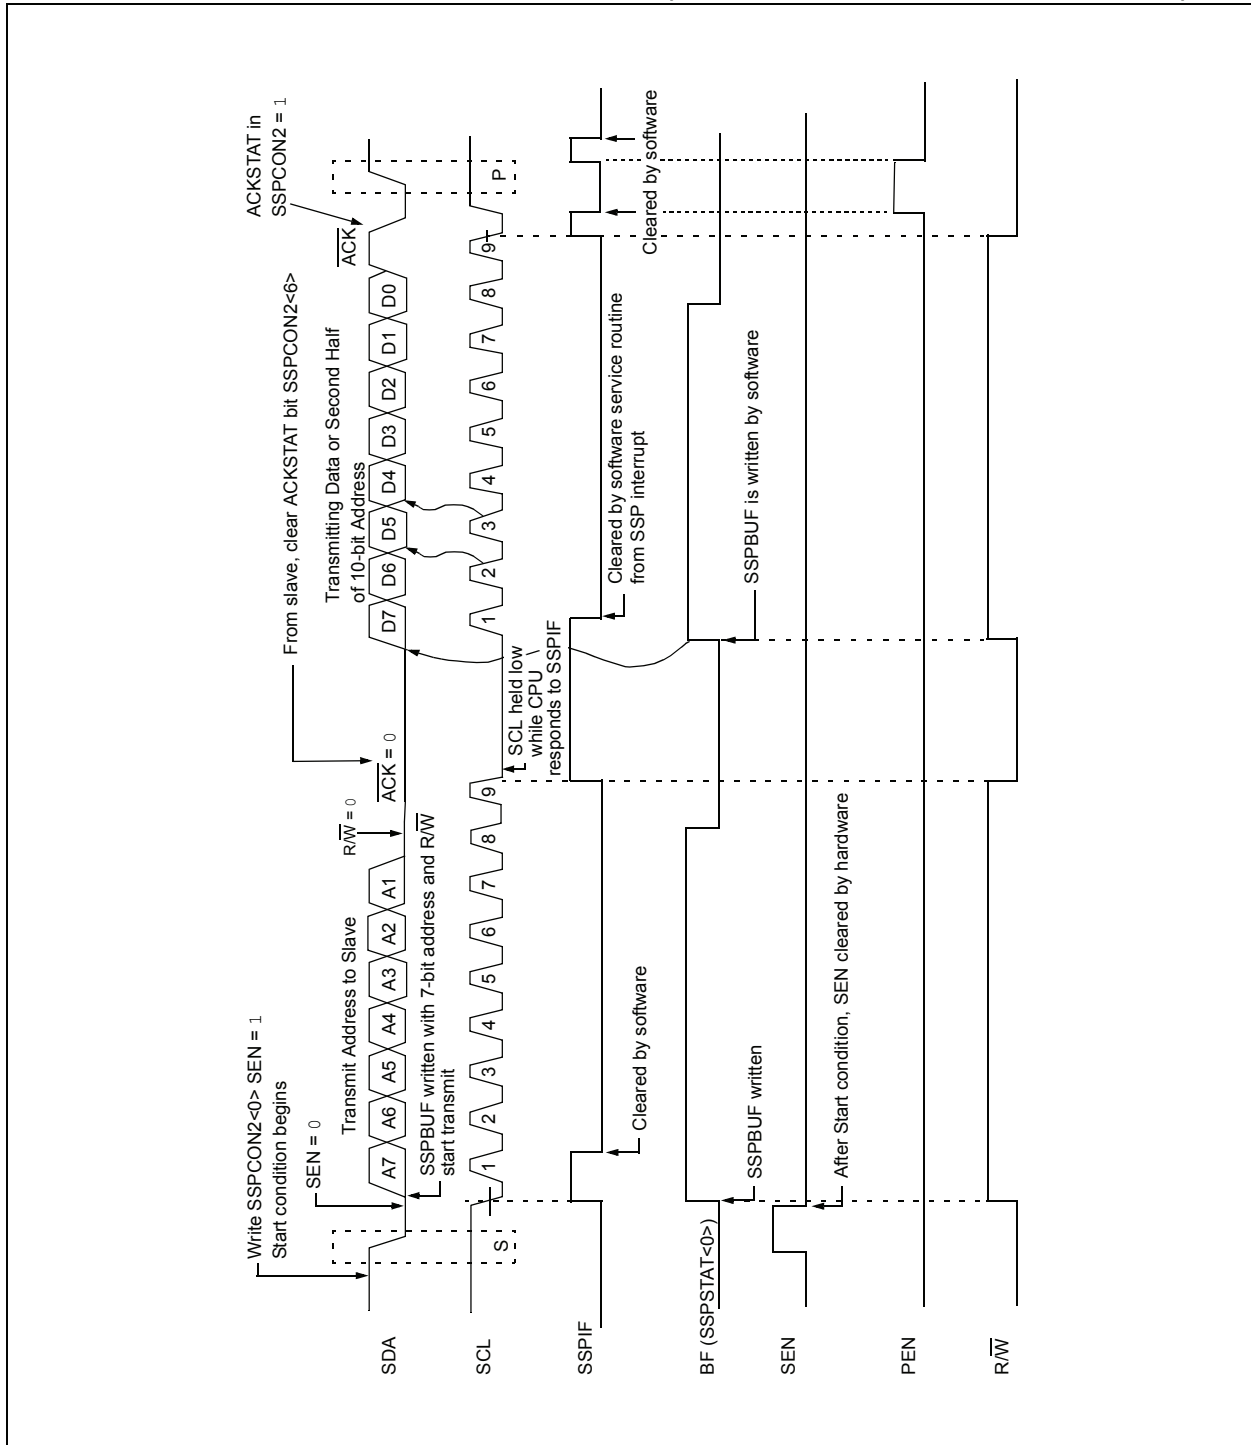 Write SSPCON2<0> SEN = 1
Start condition begins
SEN = 0
Transmit Address to Slave
R/W = 0
From slave, clear ACKSTAT bit SSPCON2<6>
ACK = 0
Transmitting Data or Second Half
of 10-bit Address
ACKSTAT in
SSPCON2 = 1
ACK
SDA
A7 A6 A5 A4 A3 A2 A1
D7 D6 D5 D4 D3 D2 D1 D0
SSPBUF written with 7-bit address and R/W
start transmit
SCL
S
1 2 3 4 5 6 7 8 9
1 2 3 4 5 6 7 8 9
P
SCL held low
while CPU
responds to SSPIF
SSPIF
Cleared by software
Cleared by software service routine
from SSP interrupt
Cleared by software
Cleared by software
BF (SSPSTAT<0>)
SSPBUF written
SSPBUF is written by software
SEN
After Start condition, SEN cleared by hardware
PEN
R/W